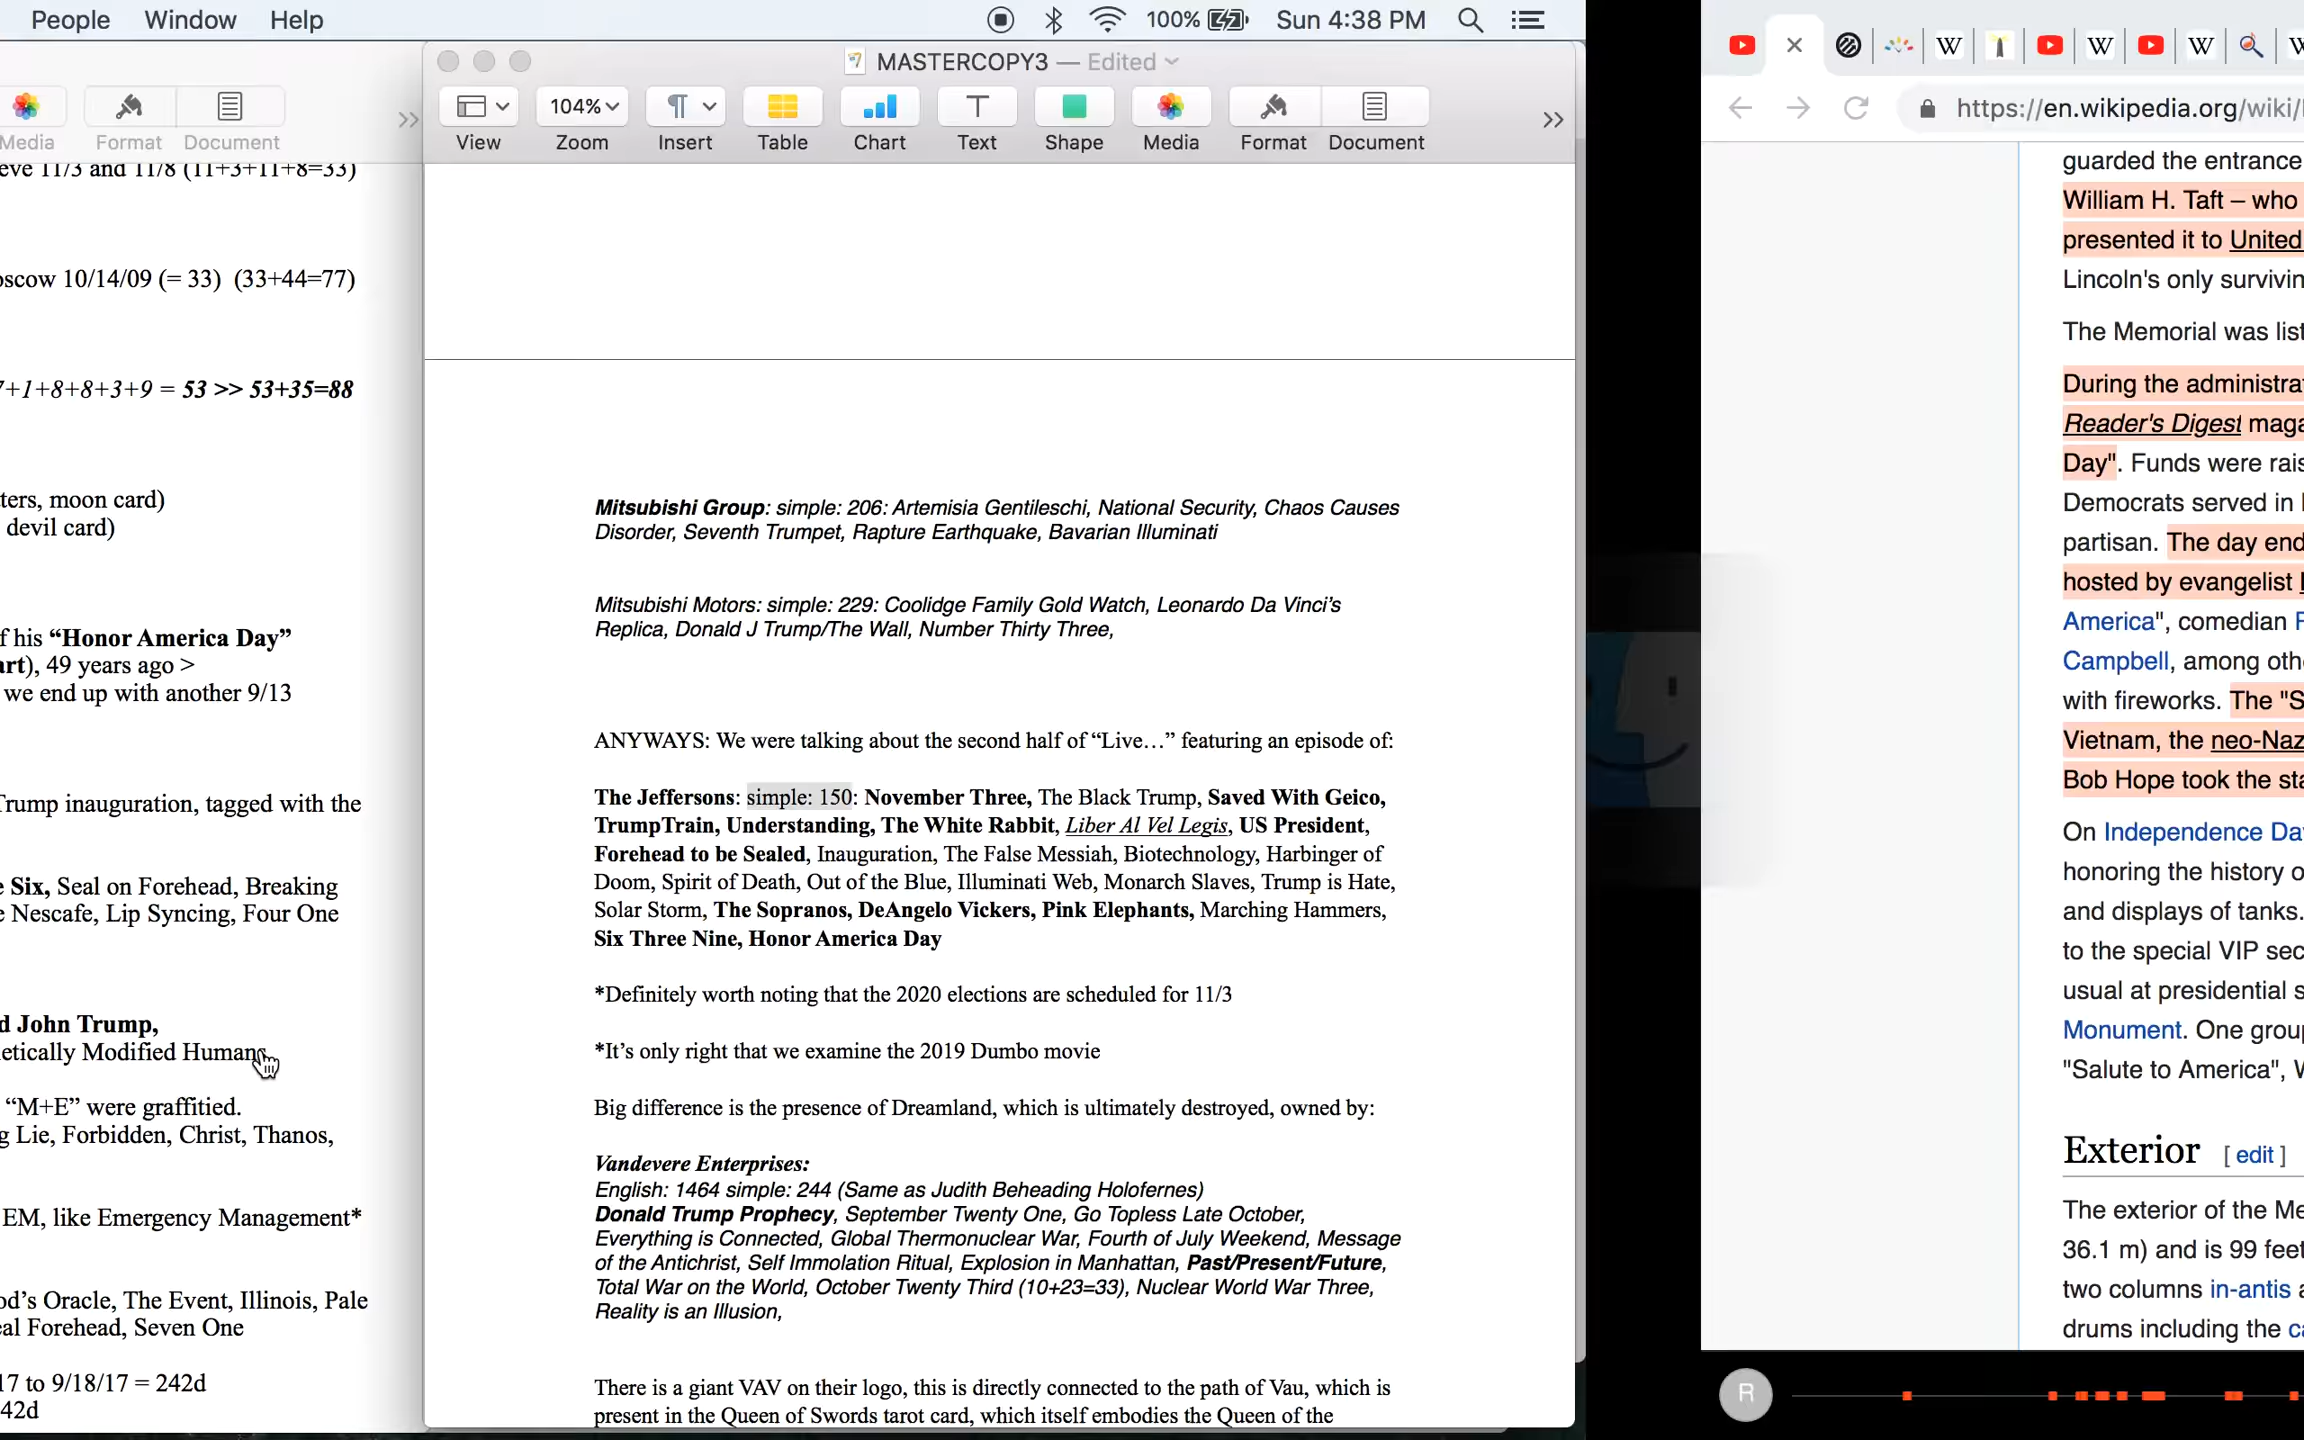 People Window Help
100% Sun 4:38 PM
Media Format Document
eve 11/3 and 11/8 (11+3+11+8=33)
oscow 10/14/09 (= 33) (33+44=77)
7+1+8+8+3+9 = 53 >> 53+35=88
ters, moon card)
devil card)
f his “Honor America Day”
art), 49 years ago >
we end up with another 9/13
Trump inauguration, tagged with the
e Six, Seal on Forehead, Breaking
e Nescafe, Lip Syncing, Four One
d John Trump,
etically Modified Humans
“M+E” were graffitied.
g Lie, Forbidden, Christ, Thanos,
EM, like Emergency Management*
od’s Oracle, The Event, Illinois, Pale
eal Forehead, Seven One
17 to 9/18/17 = 242d
42d
MASTERCOPY3 — Edited
104%
View Zoom Insert Table Chart Text Shape Media Format Document
Mitsubishi Group: simple: 206: Artemisia Gentileschi, National Security, Chaos Causes
Disorder, Seventh Trumpet, Rapture Earthquake, Bavarian Illuminati
Mitsubishi Motors: simple: 229: Coolidge Family Gold Watch, Leonardo Da Vinci’s
Replica, Donald J Trump/The Wall, Number Thirty Three,
ANYWAYS: We were talking about the second half of “Live…” featuring an episode of:
The Jeffersons: simple: 150: November Three, The Black Trump, Saved With Geico,
TrumpTrain, Understanding, The White Rabbit, Liber Al Vel Legis, US President,
Forehead to be Sealed, Inauguration, The False Messiah, Biotechnology, Harbinger of
Doom, Spirit of Death, Out of the Blue, Illuminati Web, Monarch Slaves, Trump is Hate,
Solar Storm, The Sopranos, DeAngelo Vickers, Pink Elephants, Marching Hammers,
Six Three Nine, Honor America Day
*Definitely worth noting that the 2020 elections are scheduled for 11/3
*It’s only right that we examine the 2019 Dumbo movie
Big difference is the presence of Dreamland, which is ultimately destroyed, owned by:
Vandevere Enterprises:
English: 1464 simple: 244 (Same as Judith Beheading Holofernes)
Donald Trump Prophecy, September Twenty One, Go Topless Late October,
Everything is Connected, Global Thermonuclear War, Fourth of July Weekend, Message
of the Antichrist, Self Immolation Ritual, Explosion in Manhattan, Past/Present/Future,
Total War on the World, October Twenty Third (10+23=33), Nuclear World War Three,
Reality is an Illusion,
There is a giant VAV on their logo, this is directly connected to the path of Vau, which is
present in the Queen of Swords tarot card, which itself embodies the Queen of the
https://en.wikipedia.org/wiki/
guarded the entrance
William H. Taft – who
presented it to United
Lincoln's only survivin
The Memorial was list
During the administrat
Reader's Digest maga
Day". Funds were rais
Democrats served in
partisan. The day end
hosted by evangelist
America", comedian
Campbell, among oth
with fireworks. The "S
Vietnam, the neo-Naz
Bob Hope took the sta
On Independence Da
honoring the history o
and displays of tanks.
to the special VIP sec
usual at presidential s
Monument. One group
"Salute to America", W
Exterior [ edit ]
The exterior of the Me
36.1 m) and is 99 feet
two columns in-antis a
drums including the c
R